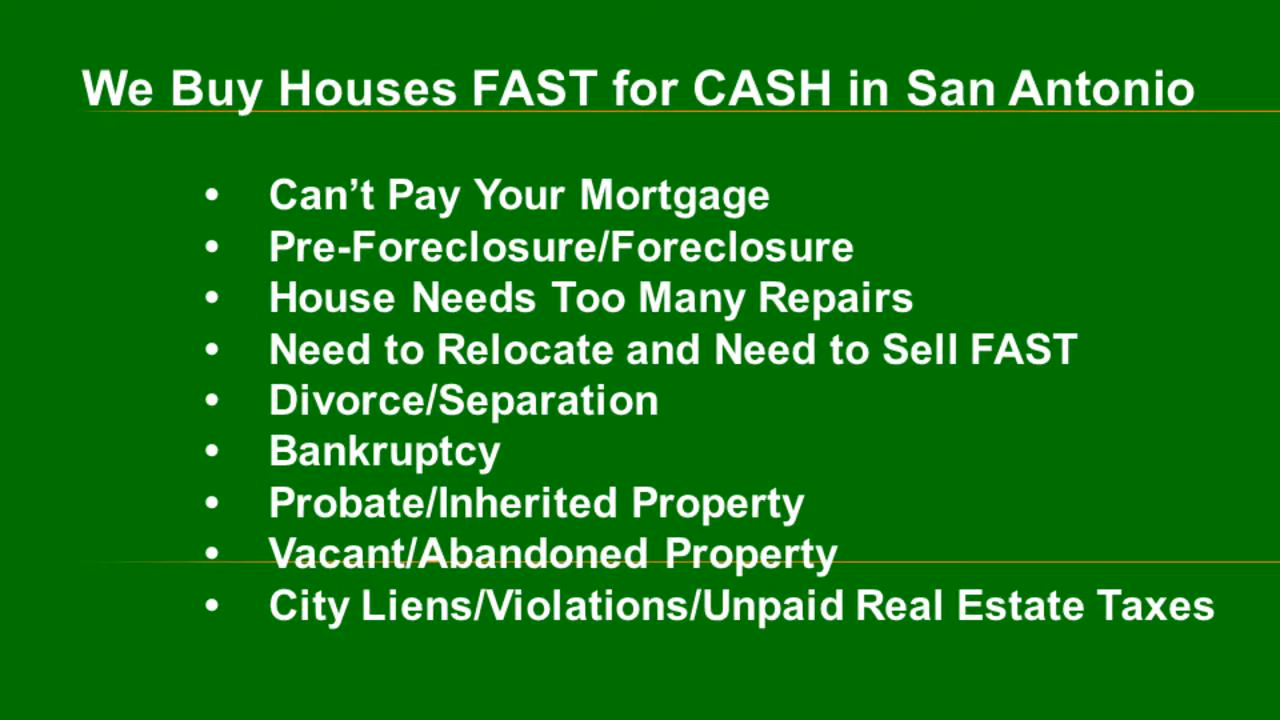 We Buy Houses FAST for CASH in San Antonio
• Can’t Pay Your Mortgage
• Pre-Foreclosure/Foreclosure
• House Needs Too Many Repairs
• Need to Relocate and Need to Sell FAST
• Divorce/Separation
• Bankruptcy
• Probate/Inherited Property
• Vacant/Abandoned Property
• City Liens/Violations/Unpaid Real Estate Taxes